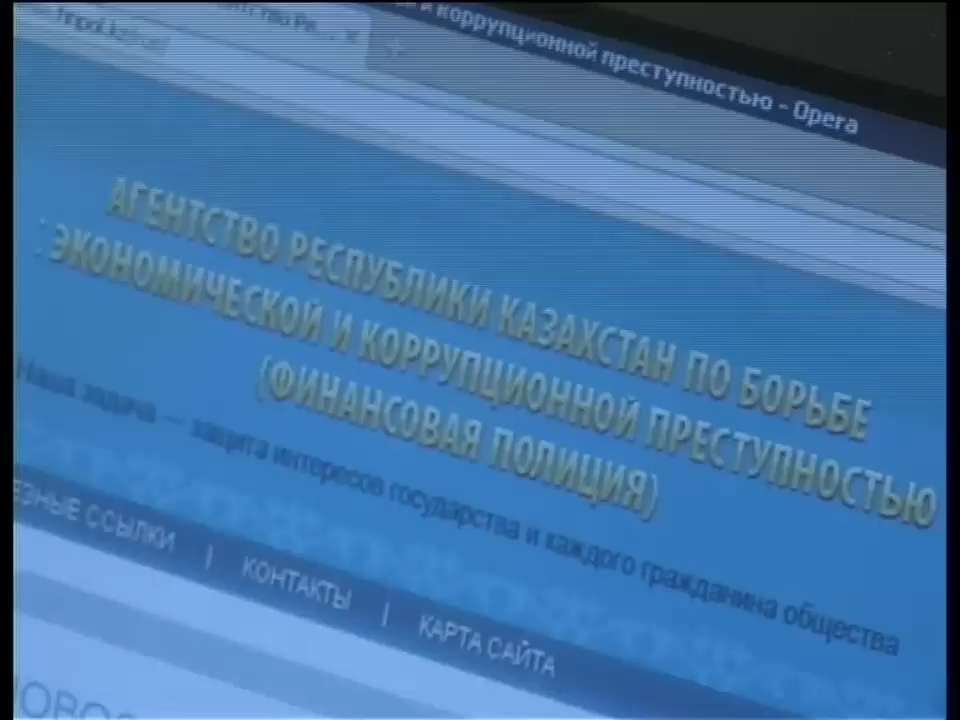 и коррупционной преступностью - Opera
АГЕНТСТВО РЕСПУБЛИКИ КАЗАХСТАН ПО БОРЬБЕ
С ЭКОНОМИЧЕСКОЙ И КОРРУПЦИОННОЙ ПРЕСТУПНОСТЬЮ
(ФИНАНСОВАЯ ПОЛИЦИЯ)
Наша задача — защита интересов государства и каждого гражданина общества
ЕЗНЫЕ ССЫЛКИ | КОНТАКТЫ | КАРТА САЙТА